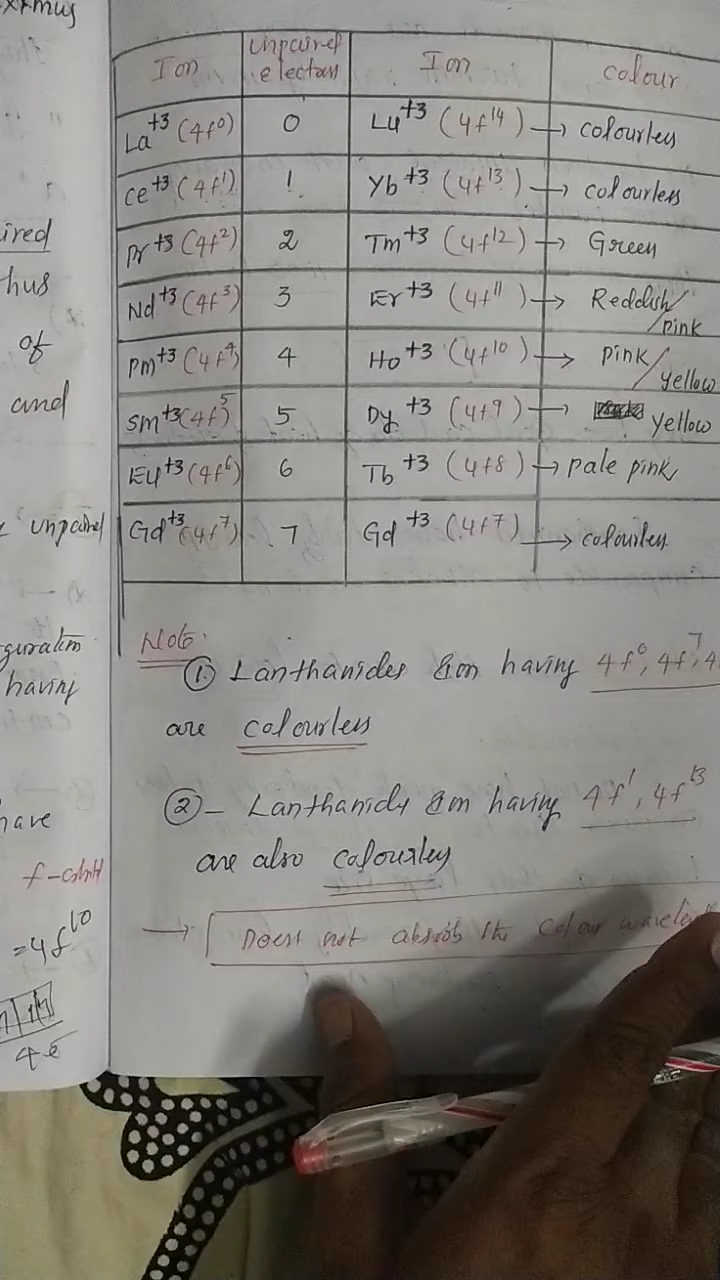 ired
thus
of
and
unpaired
having
have
=4f10
4e
Ion | unpaired electrons | Ion | colour
La+3 (4f0) | 0 | Lu+3 (4f14) → colourless
Ce+3 (4f1) | 1 | Yb+3 (4f13) → colourless
Pr+3 (4f2) | 2 | Tm+3 (4f12) → Green
Nd+3 (4f3) | 3 | Er+3 (4f11) → Reddish/pink
Pm+3 (4f4) | 4 | Ho+3 (4f10) → pink/yellow
Sm+3 (4f5) | 5 | Dy+3 (4f9) → yellow
Eu+3 (4f6) | 6 | Tb+3 (4f8) → pale pink
Gd+3 (4f7) | 7 | Gd+3 (4f7) → colourless
Note:
① Lanthanides ion having 4f0, 4f7, 4
are colourless
② - Lanthanide ion having 4f1, 4f13
are also colourless
→ Does not absorb the colour